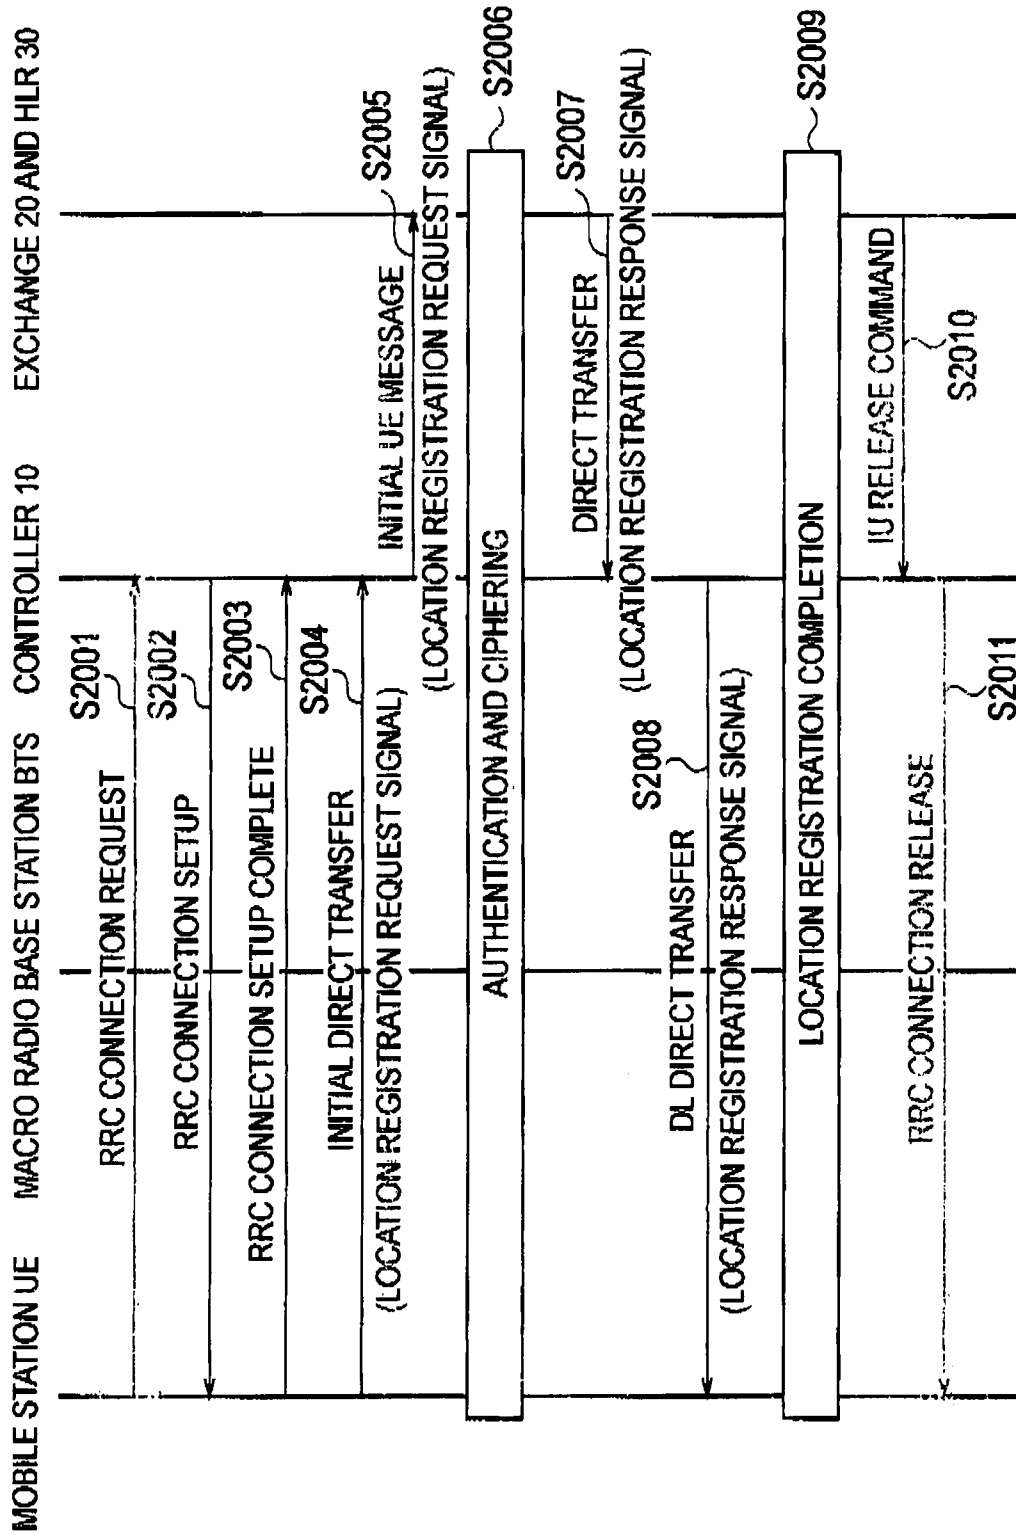 MOBILE STATION UE
MACRO RADIO BASE STATION BTS
CONTROLLER 10
EXCHANGE 20 AND HLR 30
S2001
RRC CONNECTION REQUEST
S2002
RRC CONNECTION SETUP
S2003
RRC CONNECTION SETUP COMPLETE
S2004
INITIAL DIRECT TRANSFER
(LOCATION REGISTRATION REQUEST SIGNAL)
S2005
INITIAL UE MESSAGE
(LOCATION REGISTRATION REQUEST SIGNAL)
S2006
AUTHENTICATION AND CIPHERING
S2007
DIRECT TRANSFER
(LOCATION REGISTRATION RESPONSE SIGNAL)
S2008
DL DIRECT TRANSFER
(LOCATION REGISTRATION RESPONSE SIGNAL)
S2009
LOCATION REGISTRATION COMPLETION
IU RELEASE COMMAND
S2010
RRC CONNECTION RELEASE
S2011